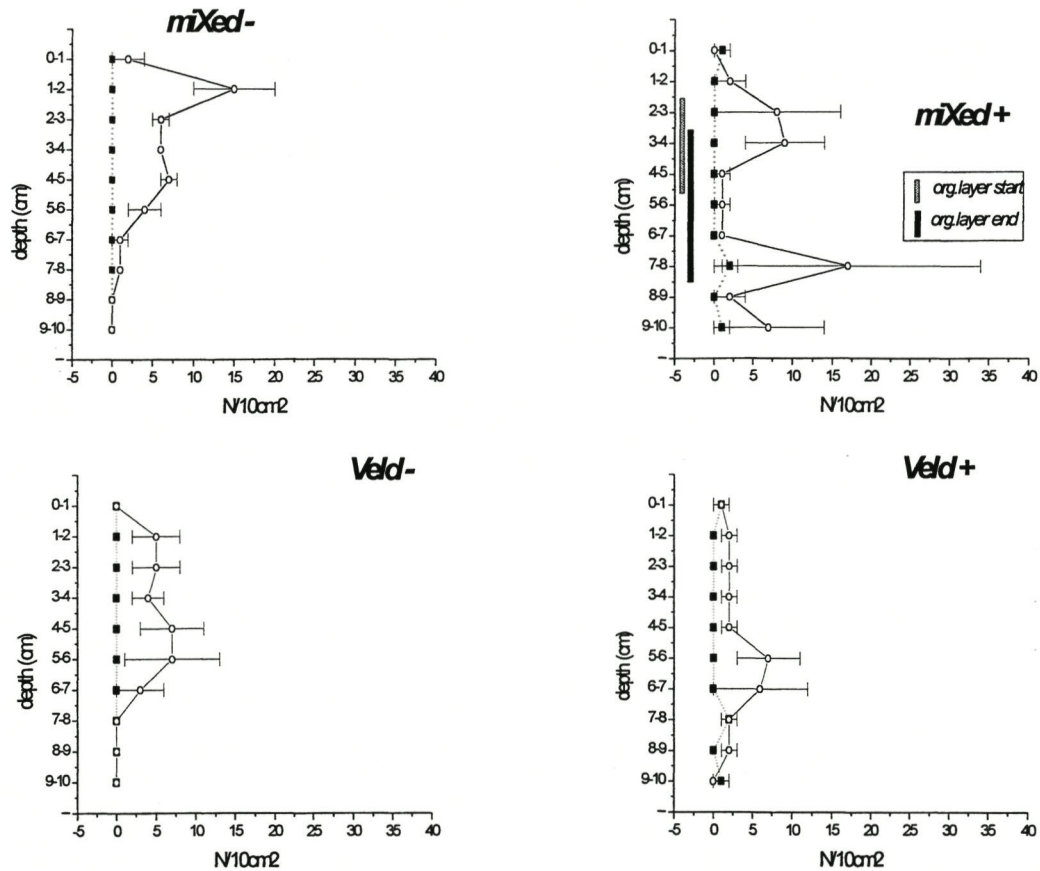 miXed -
depth (cm)
0-1
1-2
2-3
3-4
4-5
5-6
6-7
7-8
8-9
9-10
-5 0 5 10 15 20 25 30 35 40
N/10cm2
miXed +
depth (cm)
0-1
1-2
2-3
3-4
4-5
5-6
6-7
7-8
8-9
9-10
org.layer start
org.layer end
-5 0 5 10 15 20 25 30 35 40
N/10cm2
Veld -
depth (cm)
0-1
1-2
2-3
3-4
4-5
5-6
6-7
7-8
8-9
9-10
-5 0 5 10 15 20 25 30 35 40
N/10cm2
Veld +
depth (cm)
0-1
1-2
2-3
3-4
4-5
5-6
6-7
7-8
8-9
9-10
-5 0 5 10 15 20 25 30 35 40
N/10cm2